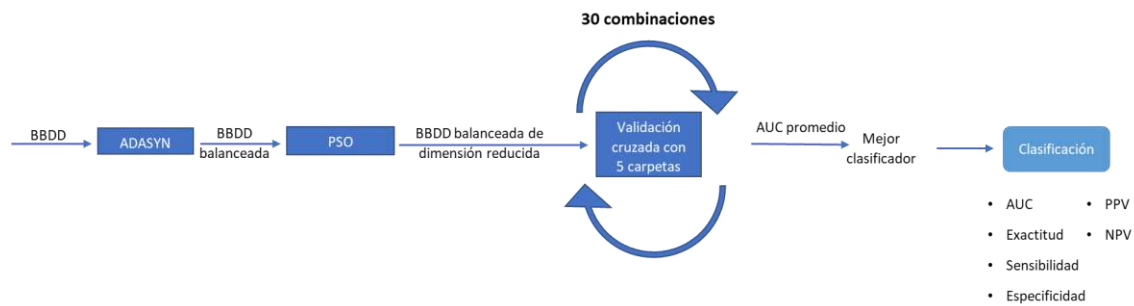 30 combinaciones
BBDD
ADASYN
BBDD
balanceada
PSO
BBDD balanceada de
dimensión reducida
Validación
cruzada con
5 carpetas
AUC promedio
Mejor
clasificador
Clasificación
• AUC
• Exactitud
• Sensibilidad
• Especificidad
• PPV
• NPV